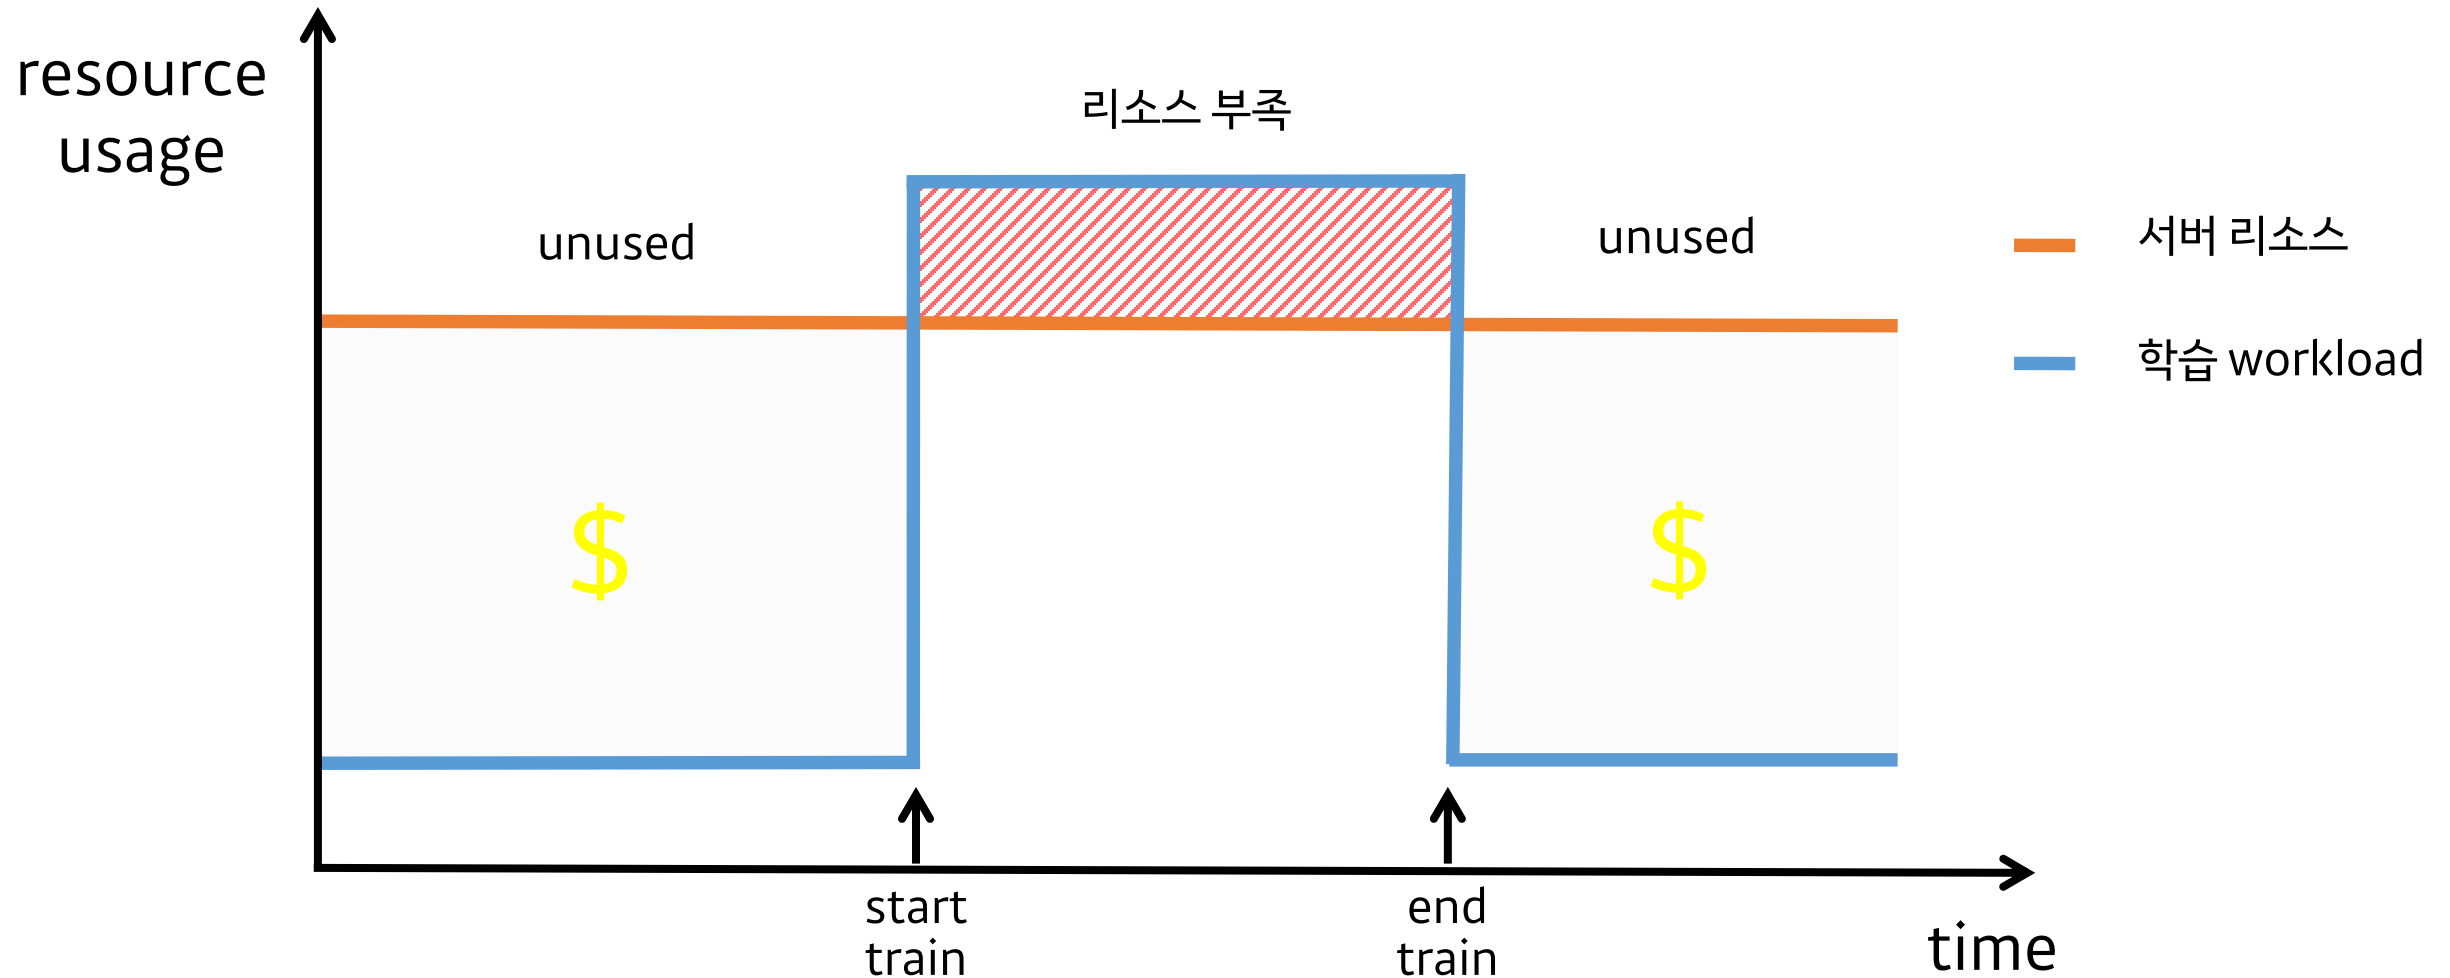 resource
usage
리소스 부족
unused
unused
서버 리소스
학습 workload
$
$
start
train
end
train
time